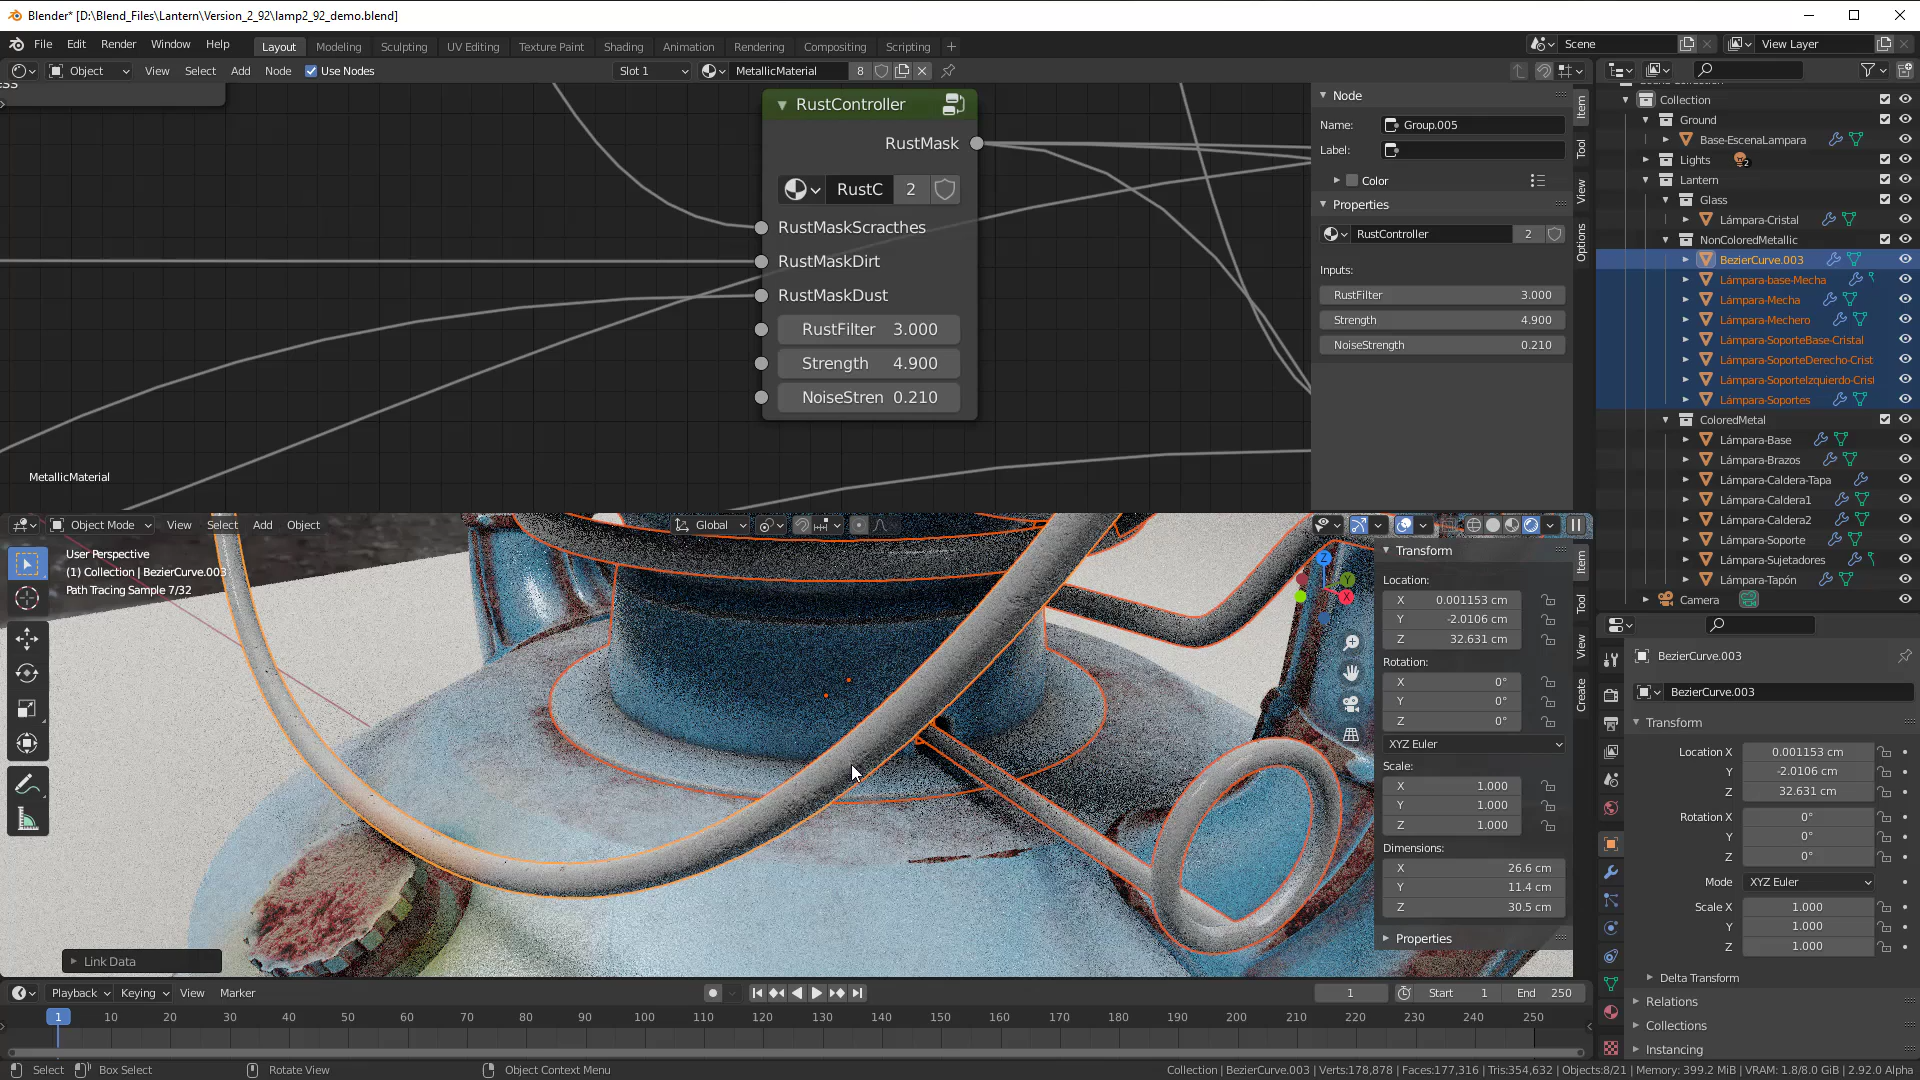 Blender* [D:\Blend_Files\Lantern\Version_2_92\lamp2_92_demo.blend]
File Edit Render Window Help Layout Modeling Sculpting UV Editing Texture Paint Shading Animation Rendering Compositing Scripting + Scene View Layer
Object View Select Add Object Node Use Nodes Slot 1 MetallicMaterial 8
RustController
RustMask
RustC 2
RustMaskScracthes
RustMaskDirt
RustMaskDust
RustFilter 3.000
Strength 4.900
NoiseStren 0.210
MetallicMaterial
Node
Name: Group.005
Label:
Color
Properties
RustController 2
Inputs:
RustFilter 3.000
Strength 4.900
NoiseStrength 0.210
Item
Tool
View
Options
Collection
Ground
Base-EscenaLampara
Lights 2
Lantern
Glass
Lámpara-Cristal
NonColoredMetallic
BezierCurve.003
Lámpara-base-Mecha
Lámpara-Mecha
Lámpara-Mechero
Lámpara-SoporteBase-Cristal
Lámpara-SoporteDerecho-Crist
Lámpara-SoporteIzquierdo-Crist
Lámpara-Soportes
ColoredMetal
Lámpara-Base
Lámpara-Brazos
Lámpara-Caldera-Tapa
Lámpara-Caldera1
Lámpara-Caldera2
Lámpara-Soporte
Lámpara-Sujetadores
Lámpara-Tapón
Camera
Object Mode View Select Add Object Global
User Perspective
(1) Collection | BezierCurve.003
Path Tracing Sample 7/32
Z
Y
X
Transform
Location:
X 0.001153 cm
Y -2.0106 cm
Z 32.631 cm
Rotation:
X 0°
Y 0°
Z 0°
XYZ Euler
Scale:
X 1.000
Y 1.000
Z 1.000
Dimensions:
X 26.6 cm
Y 11.4 cm
Z 30.5 cm
Properties
Item
Tool
View
Create
Link Data
BezierCurve.003
BezierCurve.003
Transform
Location X 0.001153 cm
Y -2.0106 cm
Z 32.631 cm
Rotation X 0°
Y 0°
Z 0°
Mode XYZ Euler
Scale X 1.000
Y 1.000
Z 1.000
Delta Transform
Relations
Collections
Instancing
Playback Keying View Marker 1 Start 1 End 250
1 10 20 30 40 50 60 70 80 90 100 110 120 130 140 150 160 170 180 190 200 210 220 230 240 250
Select Box Select Rotate View Object Context Menu Collection | BezierCurve.003 | Verts:178,878 | Faces:177,316 | Tris:354,632 | Objects:8/21 | Memory: 399.2 MiB | VRAM: 1.8/8.0 GiB | 2.92.0 Alpha